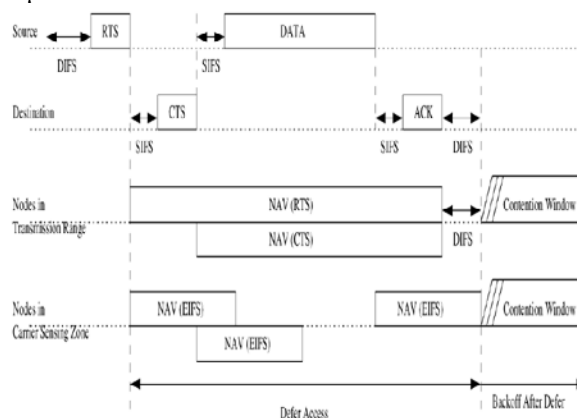 Source
RTS
DATA
DIFS
SIFS
Destination
CTS
ACK
SIFS
SIFS
DIFS
Nodes in
Transmission Range
NAV (RTS)
Contention Window
NAV (CTS)
DIFS
Nodes in
Carrier Sensing Zone
NAV (EIFS)
NAV (EIFS)
Contention Window
NAV (EIFS)
Defer Access
Backoff After Defer